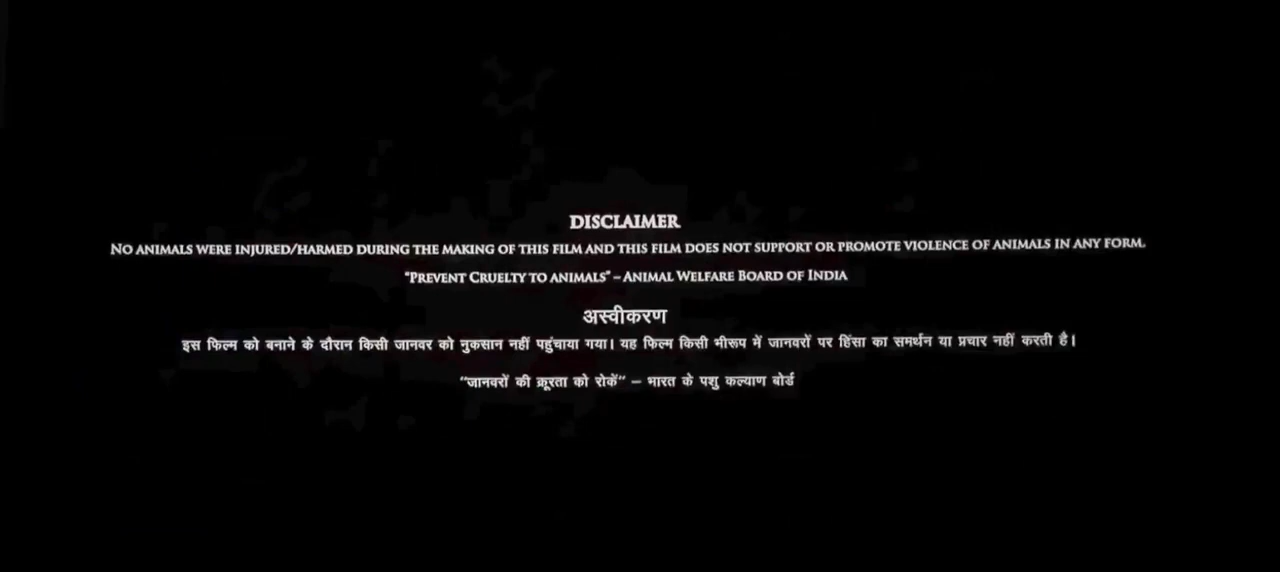 DISCLAIMER
NO ANIMALS WERE INJURED/HARMED DURING THE MAKING OF THIS FILM AND THIS FILM DOES NOT SUPPORT OR PROMOTE VIOLENCE OF ANIMALS IN ANY FORM.
"PREVENT CRUELTY TO ANIMALS" – ANIMAL WELFARE BOARD OF INDIA
अस्वीकरण
इस फिल्म को बनाने के दौरान किसी जानवर को नुकसान नहीं पहुंचाया गया। यह फिल्म किसी भीरूप में जानवरों पर हिंसा का समर्थन या प्रचार नहीं करती है।
"जानवरों की क्रूरता को रोकें" – भारत के पशु कल्याण बोर्ड